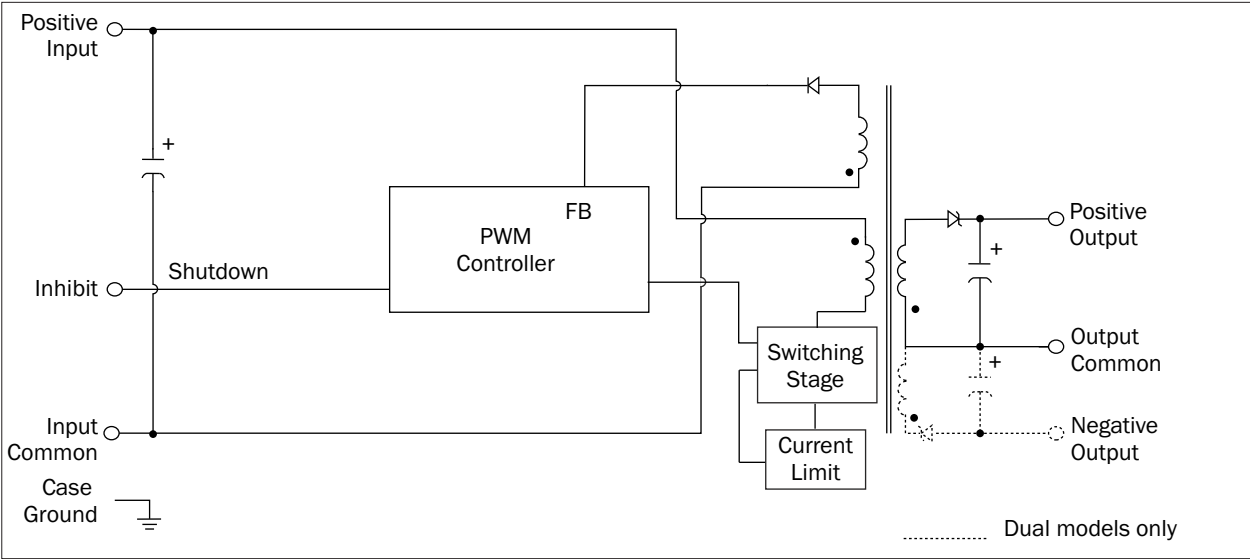 Positive
Input
+
FB
PWM
Controller
Shutdown
Inhibit
Positive
Output
+
Output
Common
+
Switching
Stage
Input
Common
Current
Limit
Negative
Output
Case
Ground
Dual models only